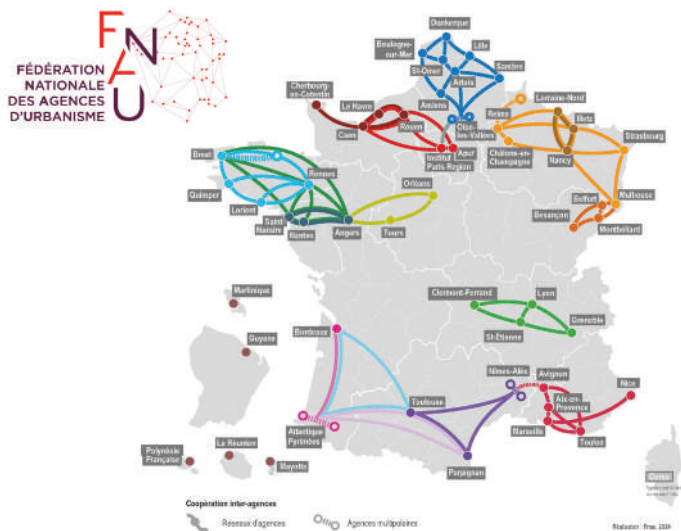 FNAU
FÉDÉRATION
NATIONALE
DES AGENCES
D'URBANISME
Dunkerque
Boulogne-
sur-Mer
Lille
St-Omer
Artois
Sambre
Amiens
Oise-
les-Vallées
Cherbourg-
en-Cotentin
Le Havre
Caen
Rouen
Institut
Paris Region
Apur
Reims
Lorraine-Nord
Metz
Strasbourg
Châlons-en-
Champagne
Nancy
Mulhouse
Belfort
Besançon
Montbéliard
Brest
Rennes
Quimper
Lorient
Saint-
Nazaire
Nantes
Angers
Orléans
Tours
Martinique
Guyane
Polynésie
Française
La Réunion
Mayotte
Clermont-Ferrand
Lyon
St-Étienne
Grenoble
Bordeaux
Atlantique
Pyrénées
Toulouse
Perpignan
Nîmes-Alès
Avignon
Aix-en-
Provence
Marseille
Toulon
Nice
Corse
Coopération inter-agences
Réseaux d'agences
Agences multipolaires
Réalisation : Fnau, 2024